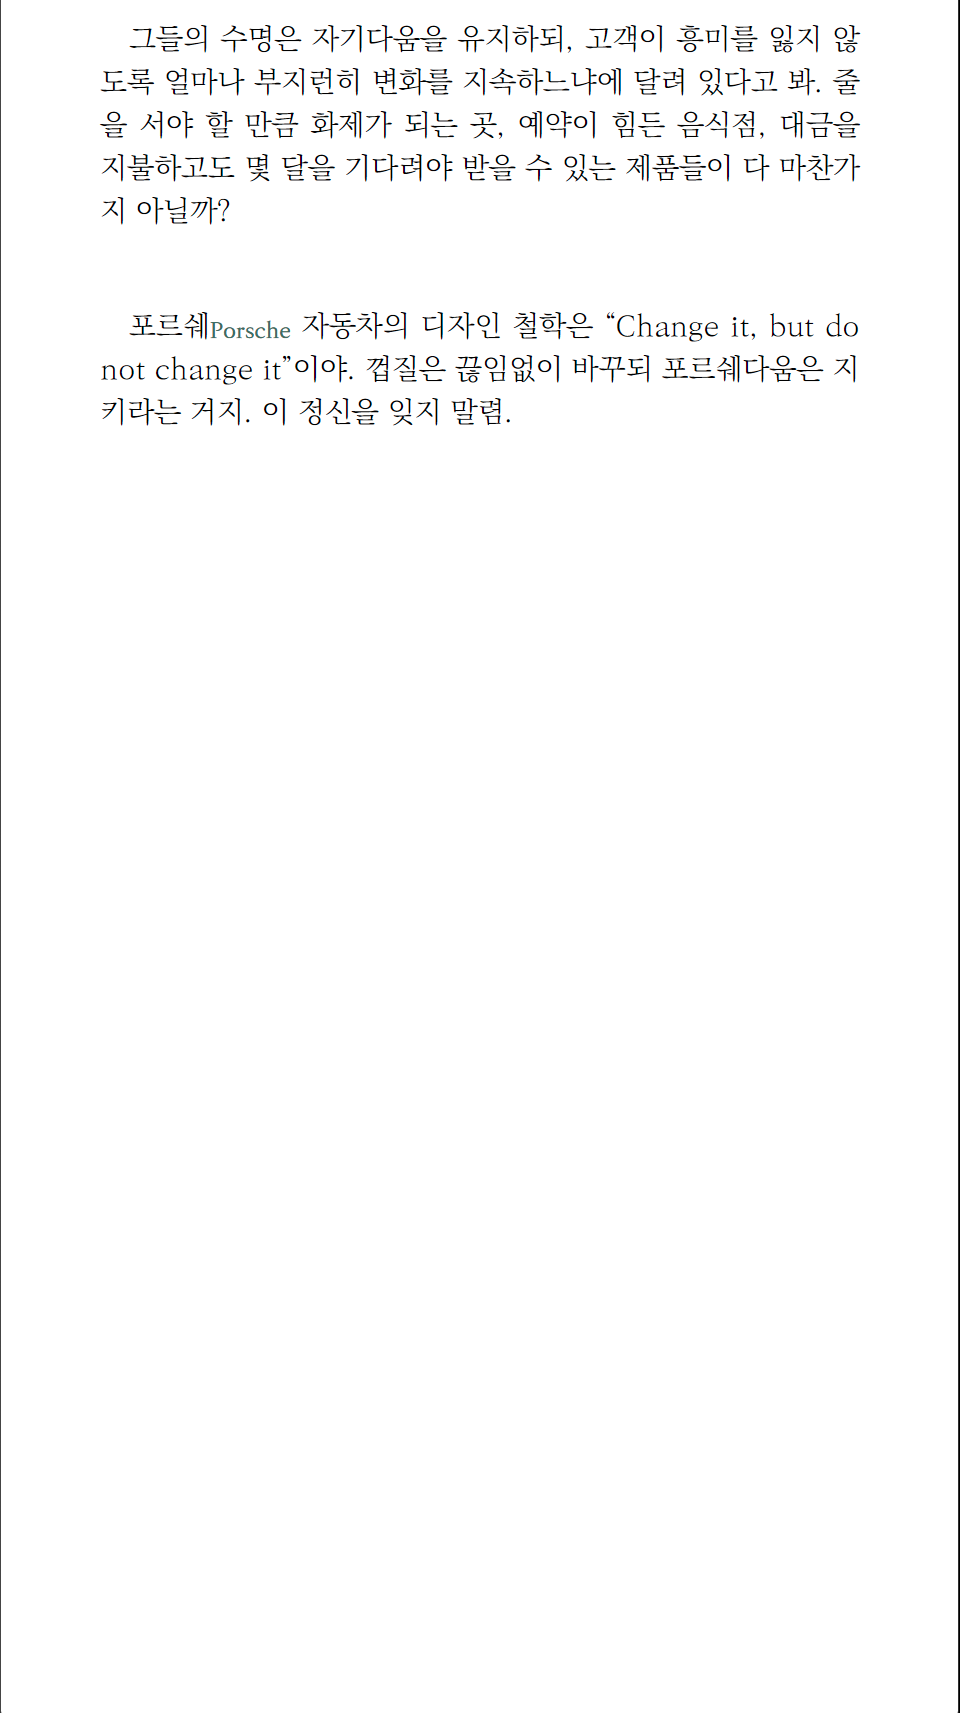 그들의 수명은 자기다움을 유지하되, 고객이 흥미를 잃지 않
도록 얼마나 부지런히 변화를 지속하느냐에 달려 있다고 봐. 줄
을 서야 할 만큼 화제가 되는 곳, 예약이 힘든 음식점, 대금을
지불하고도 몇 달을 기다려야 받을 수 있는 제품들이 다 마찬가
지 아닐까?
포르쉐Porsche 자동차의 디자인 철학은 “Change it, but do
not change it”이야. 껍질은 끊임없이 바꾸되 포르쉐다움은 지
키라는 거지. 이 정신을 잊지 말렴.